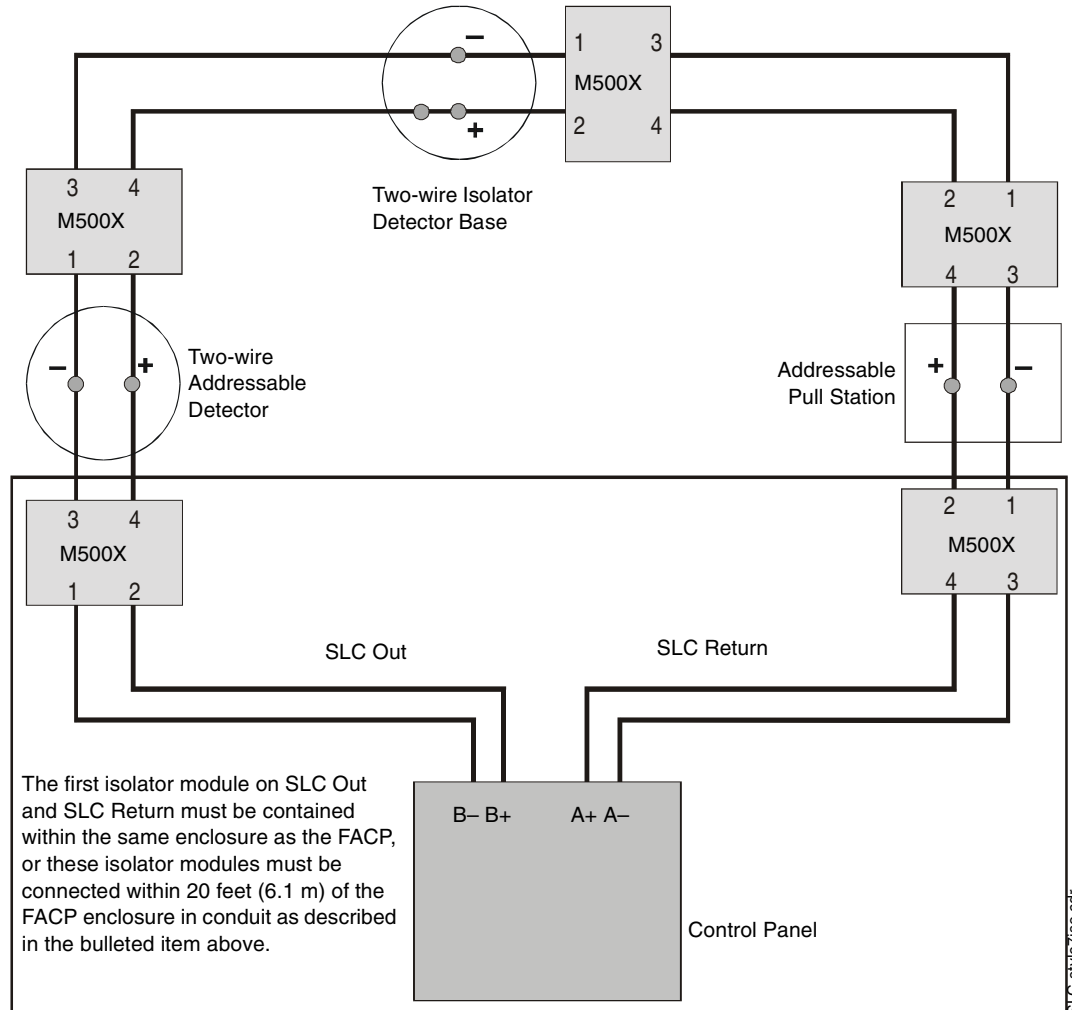 –
1 3
M500X
+
2 4
3 4
M500X
1 2
Two-wire Isolator
Detector Base
2 1
M500X
4 3
– +
Two-wire
Addressable
Detector
Addressable
Pull Station
+ –
3 4
M500X
1 2
2 1
M500X
4 3
SLC Out
SLC Return
The first isolator module on SLC Out
and SLC Return must be contained
within the same enclosure as the FACP,
or these isolator modules must be
connected within 20 feet (6.1 m) of the
FACP enclosure in conduit as described
in the bulleted item above.
B– B+ A+ A–
Control Panel